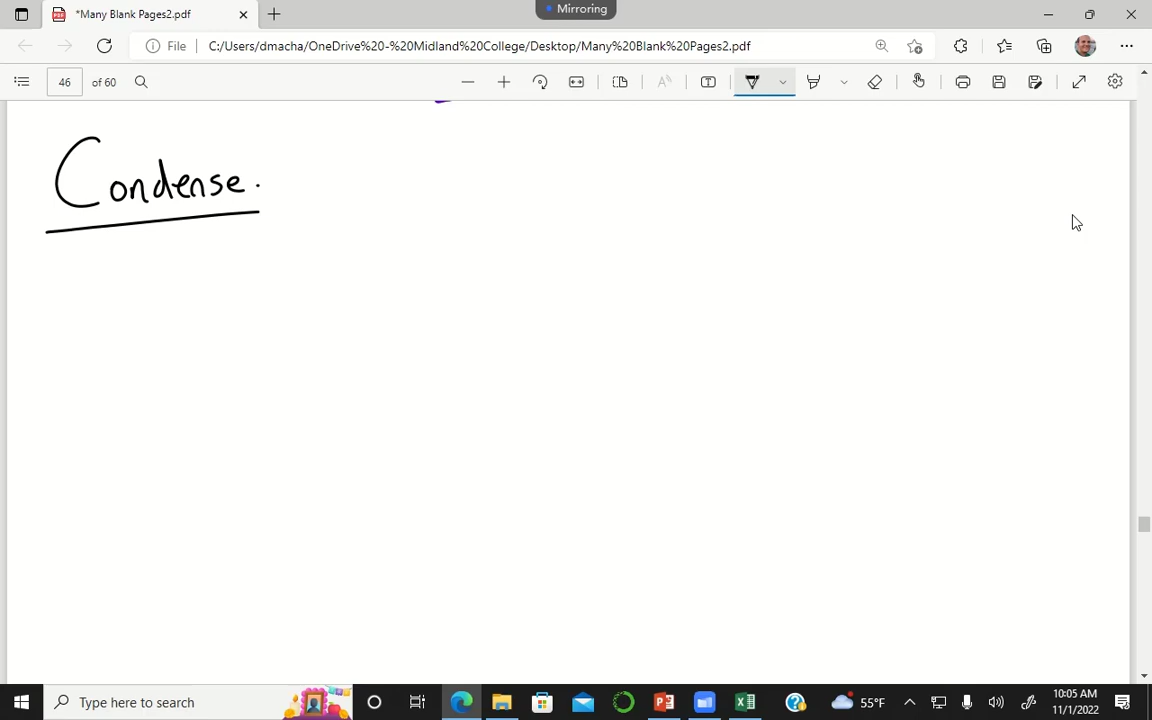 *Many Blank Pages2.pdf
Mirroring
File
C:/Users/dmacha/OneDrive%20-%20Midland%20College/Desktop/Many%20Blank%20Pages2.pdf
46 of 60
Condense.
Type here to search
55°F
10:05 AM
11/1/2022